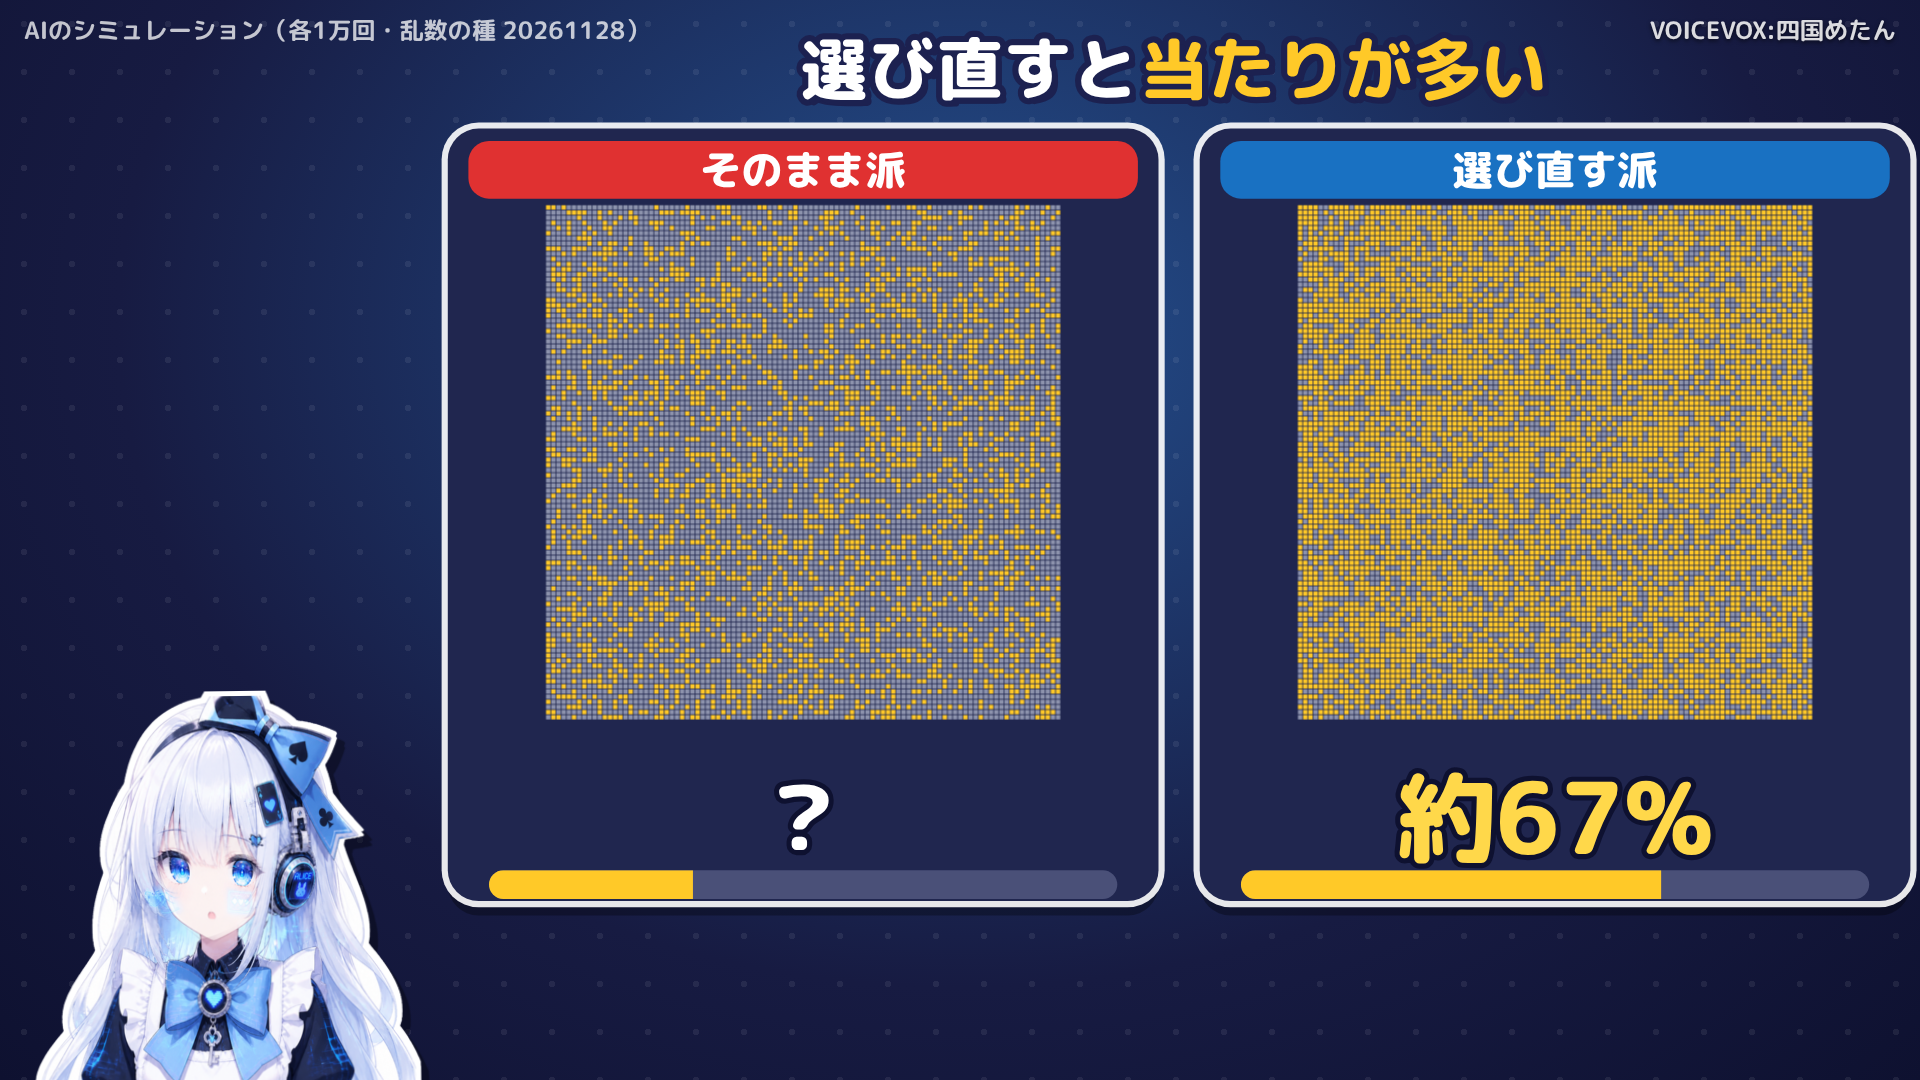 AIのシミュレーション（各1万回・乱数の種 20261128）
VOICEVOX:四国めたん
選び直すと当たりが多い
そのまま派
選び直す派
?
約67%
ALICE